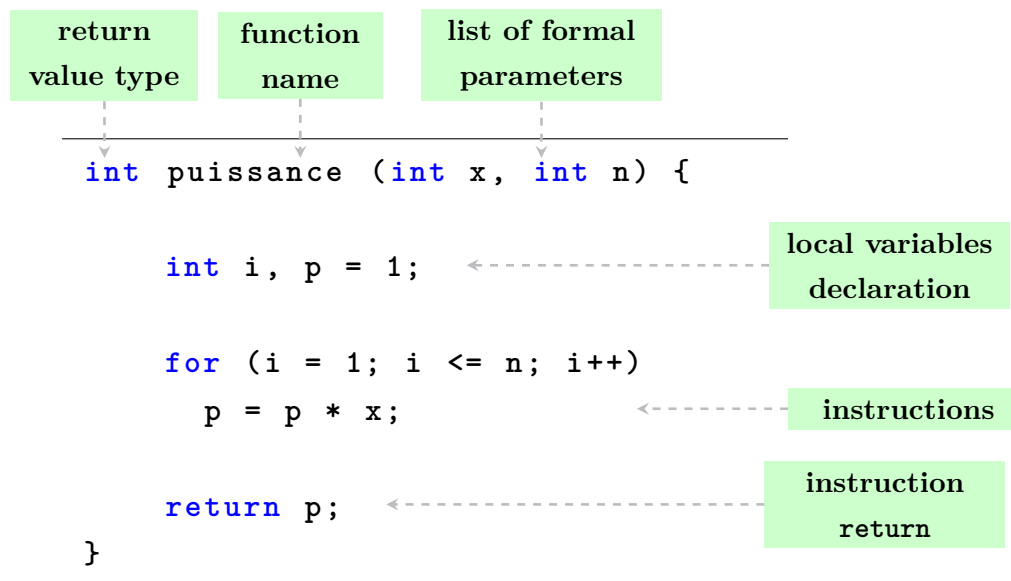 return
value type
function
name
list of formal
parameters
int puissance (int x, int n) {
int i, p = 1;
local variables
declaration
for (i = 1; i <= n; i++)
p = p * x;
instructions
return p;
instruction
return
}